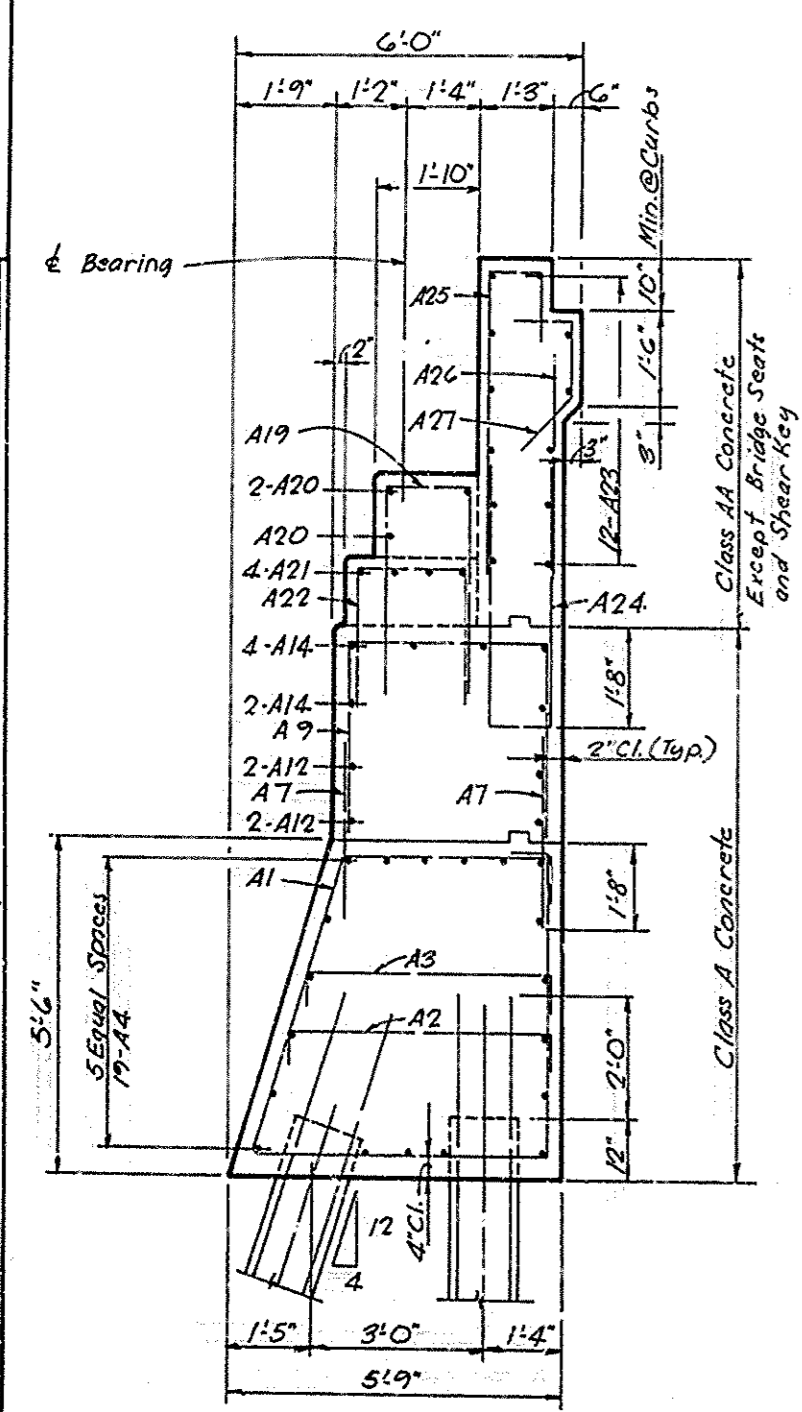 6'-0"
1'-9" 1'-2" 1'-4" 1'-3" 6"
10" Min.@Curbs
1'-10"
℄ Bearing
A25
2"
1'-6"
A26
A27
A19
3"
3"
2-A20
12-A23
Class AA Concrete
Except Bridge Seats
and Shear Key
A20
4-A21
A22
A24
4-A14
1'-8"
2-A14
A9
2"Cl. (Typ.)
2-A12
A7
A7
2-A12
A1
1'-8"
5'-6"
5 Equal Spaces
19-A4
A3
A2
Class A Concrete
2'-0"
12"
4"Cl.
12
4
1'-5" 3'-0" 1'-4"
5'-9"